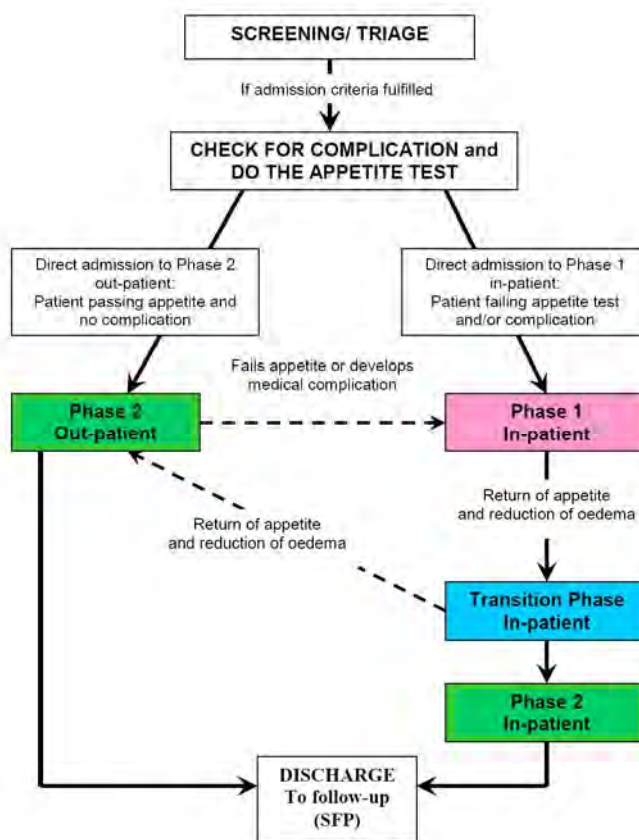 SCREENING/ TRIAGE
If admission criteria fulfilled
CHECK FOR COMPLICATION and
DO THE APPETITE TEST
Direct admission to Phase 2
out-patient:
Patient passing appetite and
no complication
Direct admission to Phase 1
in-patient:
Patient failing appetite test
and/or complication
Fails appetite or develops
medical complication
Phase 2
Out-patient
Phase 1
In-patient
Return of appetite
and reduction of oedema
Return of appetite
and reduction of oedema
Transition Phase
In-patient
Phase 2
In-patient
DISCHARGE
To follow-up
(SFP)